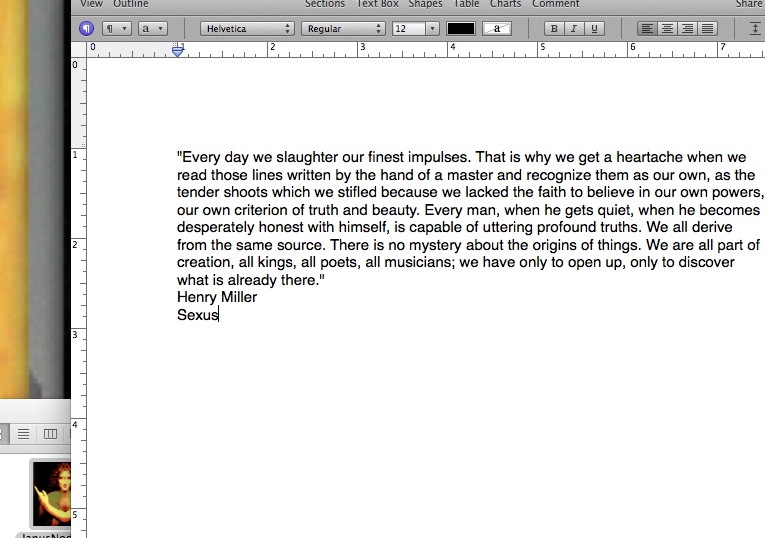 View Outline Sections Text Box Shapes Table Charts Comment Share
¶ a Helvetica Regular 12 a B I U
0 1 2 3 4 5 6 7
0
1
"Every day we slaughter our finest impulses. That is why we get a heartache when we
read those lines written by the hand of a master and recognize them as our own, as the
tender shoots which we stifled because we lacked the faith to believe in our own powers,
our own criterion of truth and beauty. Every man, when he gets quiet, when he becomes
desperately honest with himself, is capable of uttering profound truths. We all derive
2
from the same source. There is no mystery about the origins of things. We are all part of
creation, all kings, all poets, all musicians; we have only to open up, only to discover
what is already there."
Henry Miller
Sexus
3
4
5